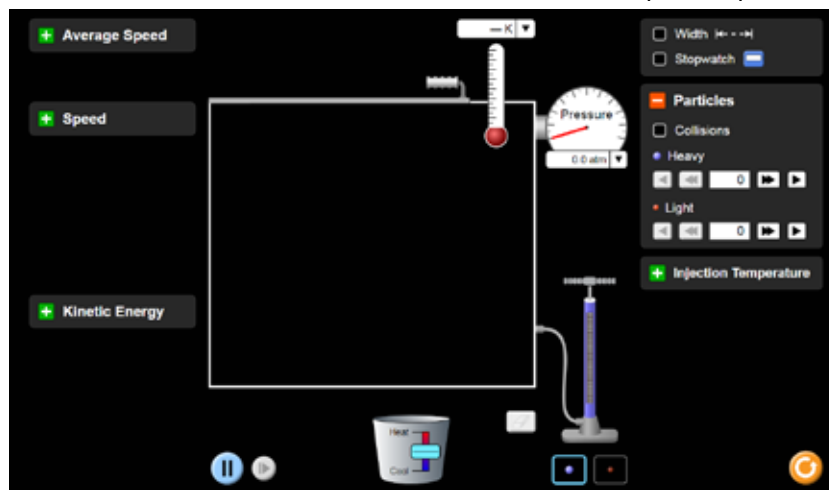 Average Speed
— K
Width
Stopwatch
Speed
Pressure
0.0 atm
Particles
Collisions
Heavy
0
Light
0
Injection Temperature
Kinetic Energy
Heat
Cool